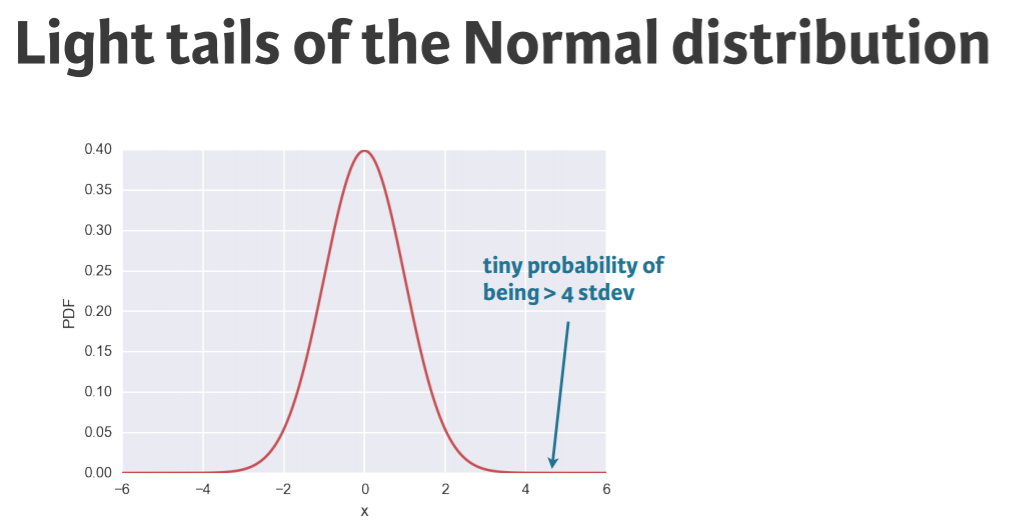 Light tails of the Normal distribution
0.40
0.35
0.30
0.25
0.20
0.15
0.10
0.05
0.00
PDF
tiny probability of
being > 4 stdev
−6 −4 −2 0 2 4 6
x